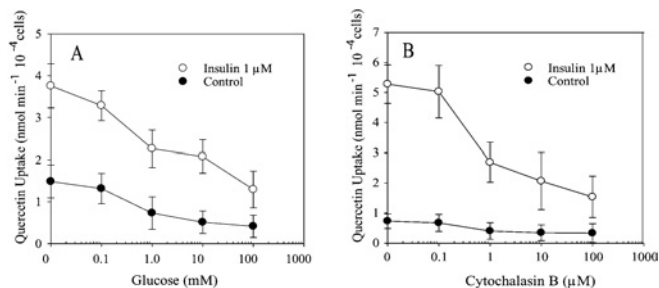 A
Insulin 1 µM
Control
Quercetin Uptake (nmol min⁻¹ 10⁻⁴cells)
5
4
3
2
1
0
0 0.1 1.0 10 100 1000
Glucose (mM)
B
Insulin 1µM
Control
Quercetin Uptake (nmol min⁻¹ 10⁻⁴cells)
7
6
5
4
3
2
1
0
0 0.1 1 10 100 1000
Cytochalasin B (µM)